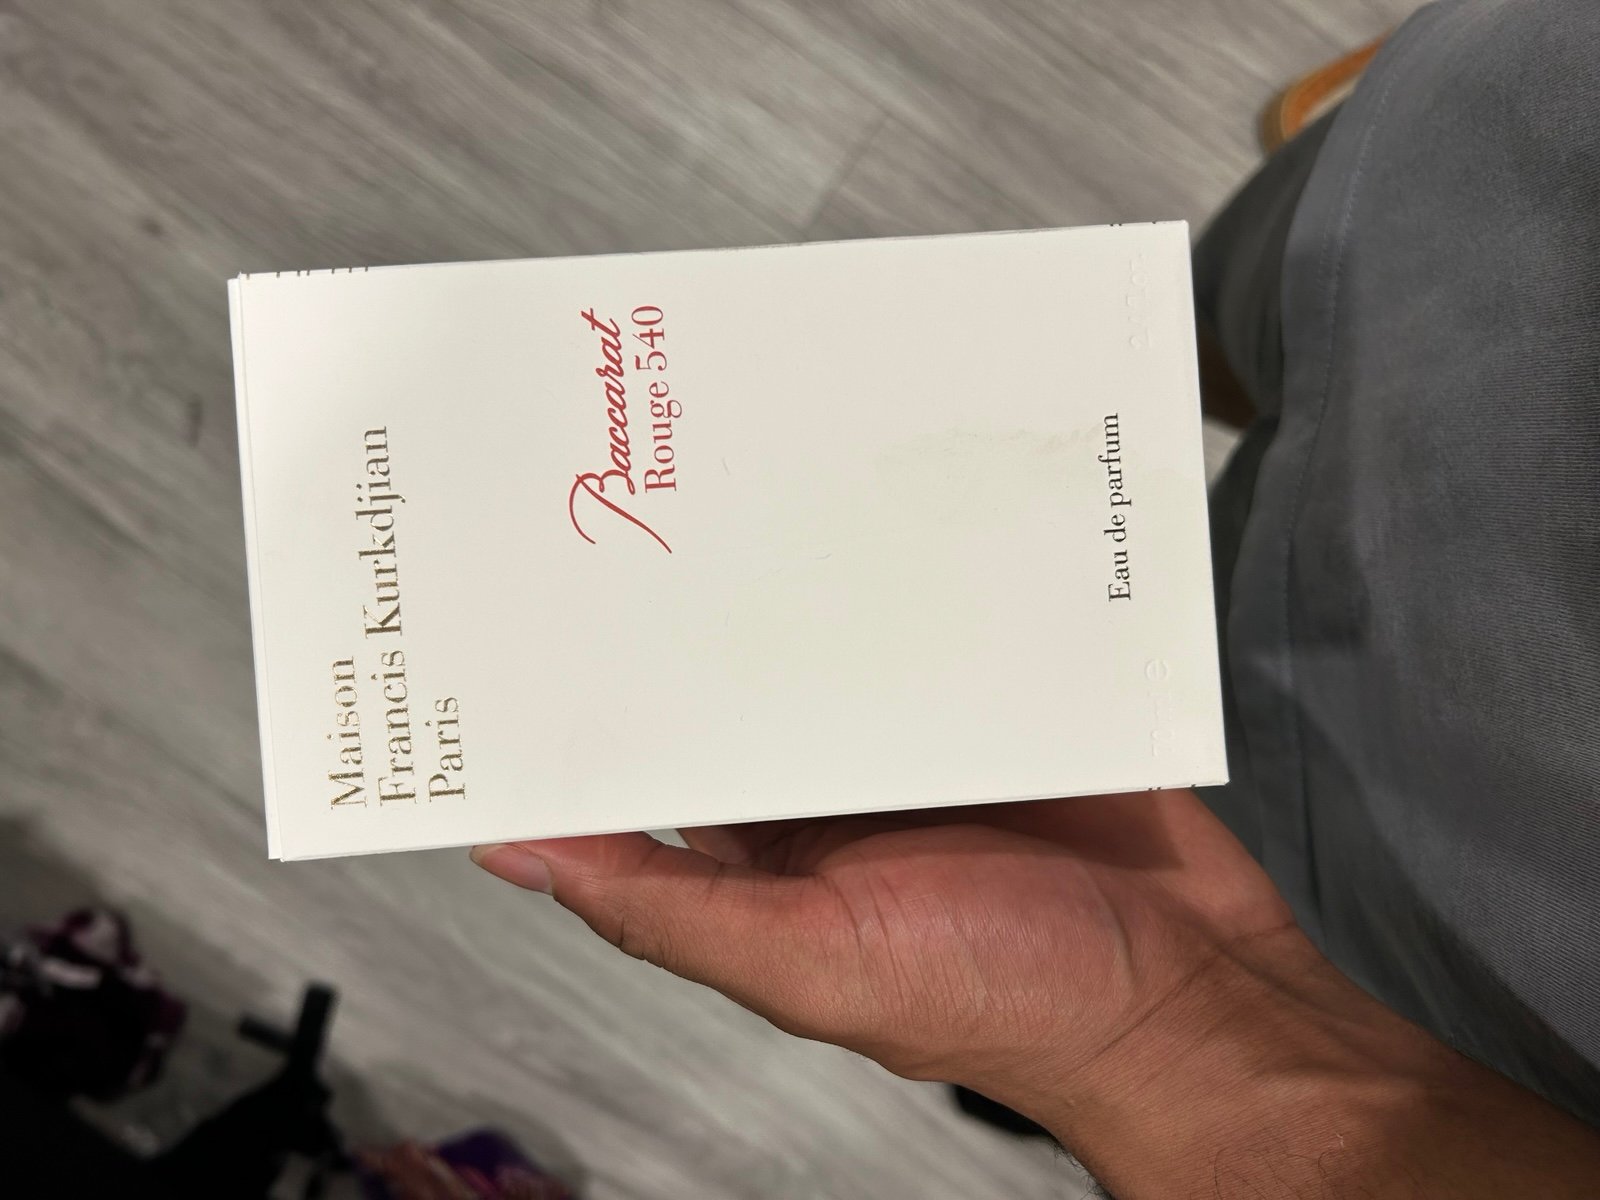 Maison
Francis Kurkdjian
Paris
Baccarat
Rouge 540
Eau de parfum